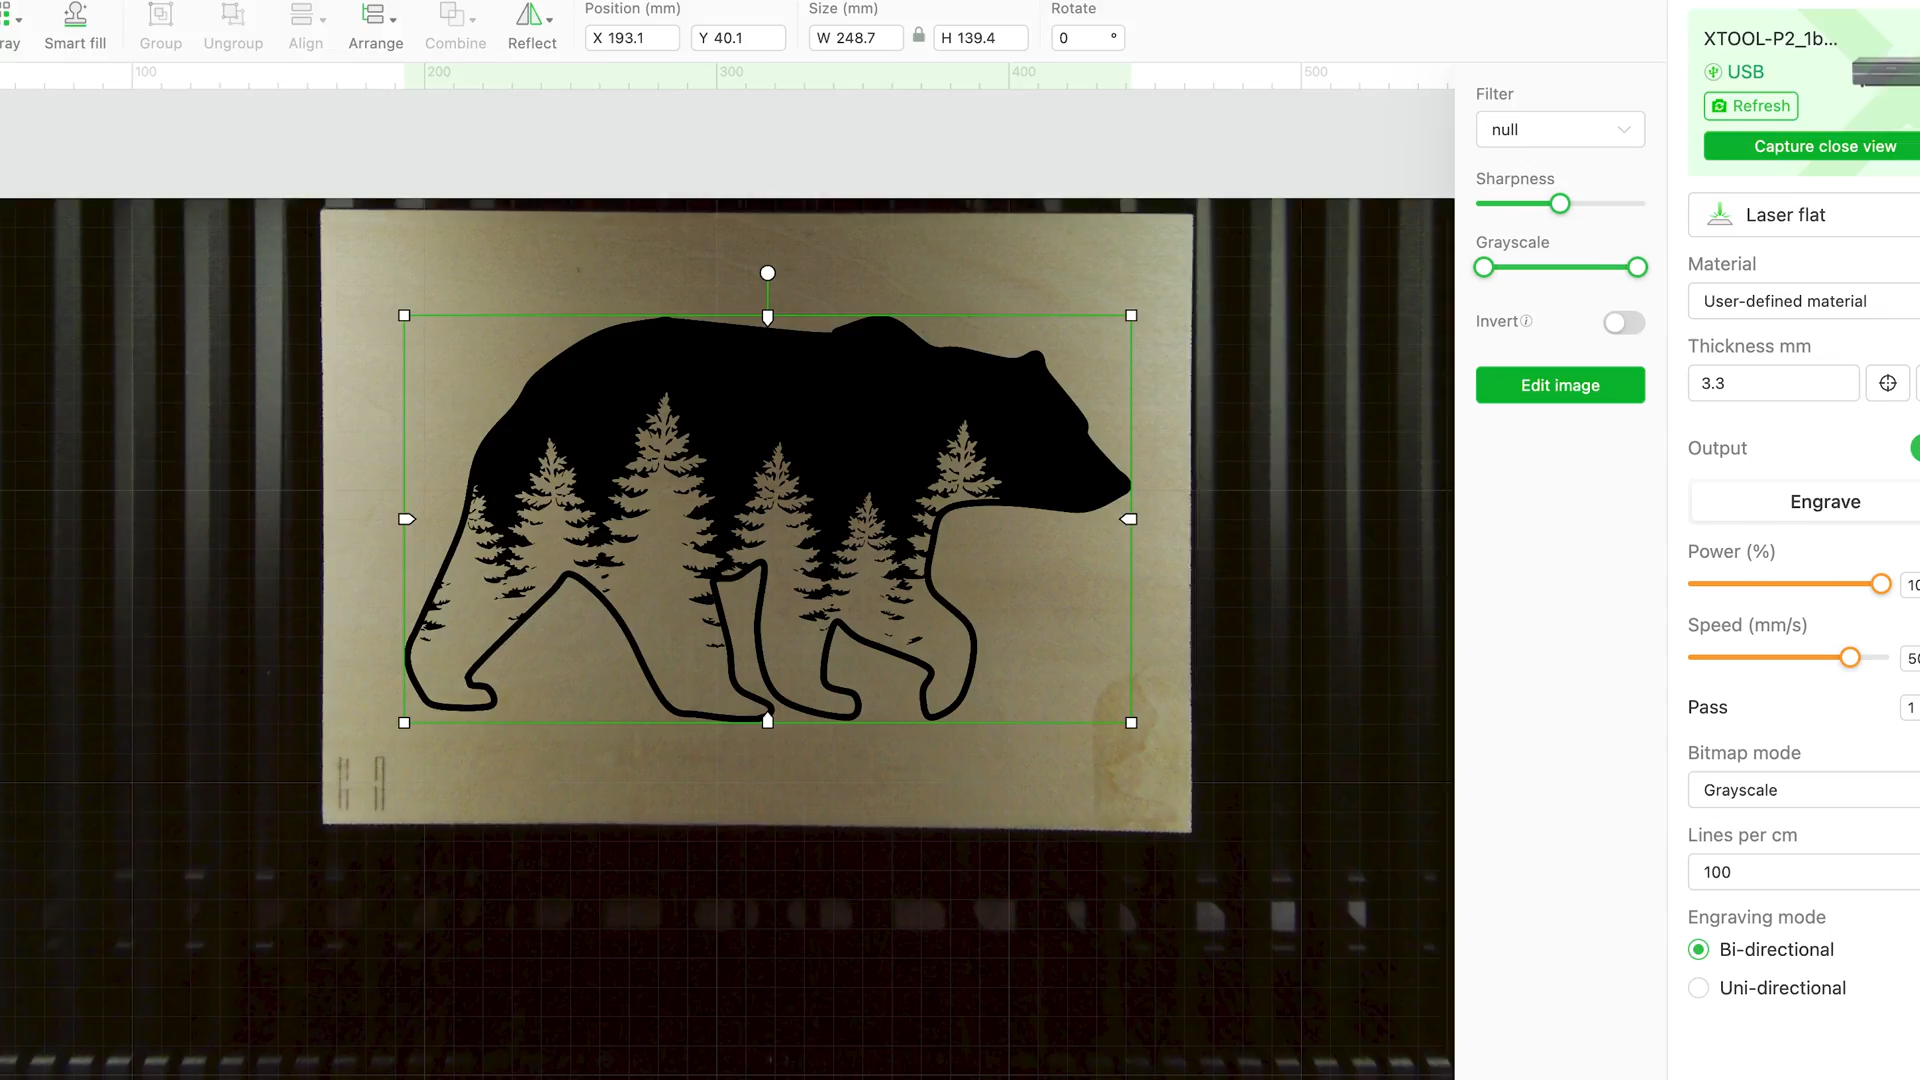 ray
Smart fill
Group
Ungroup
Align
Arrange
Combine
Reflect
Position (mm)
X 193.1
Y 40.1
Size (mm)
W 248.7
H 139.4
Rotate
0 °
100
200
300
400
500
Filter
null
Sharpness
Grayscale
Invert
Edit image
XTOOL-P2_1b...
USB
Refresh
Capture close view
Laser flat
Material
User-defined material
Thickness mm
3.3
Output
Engrave
Power (%)
10
Speed (mm/s)
50
Pass
1
Bitmap mode
Grayscale
Lines per cm
100
Engraving mode
Bi-directional
Uni-directional